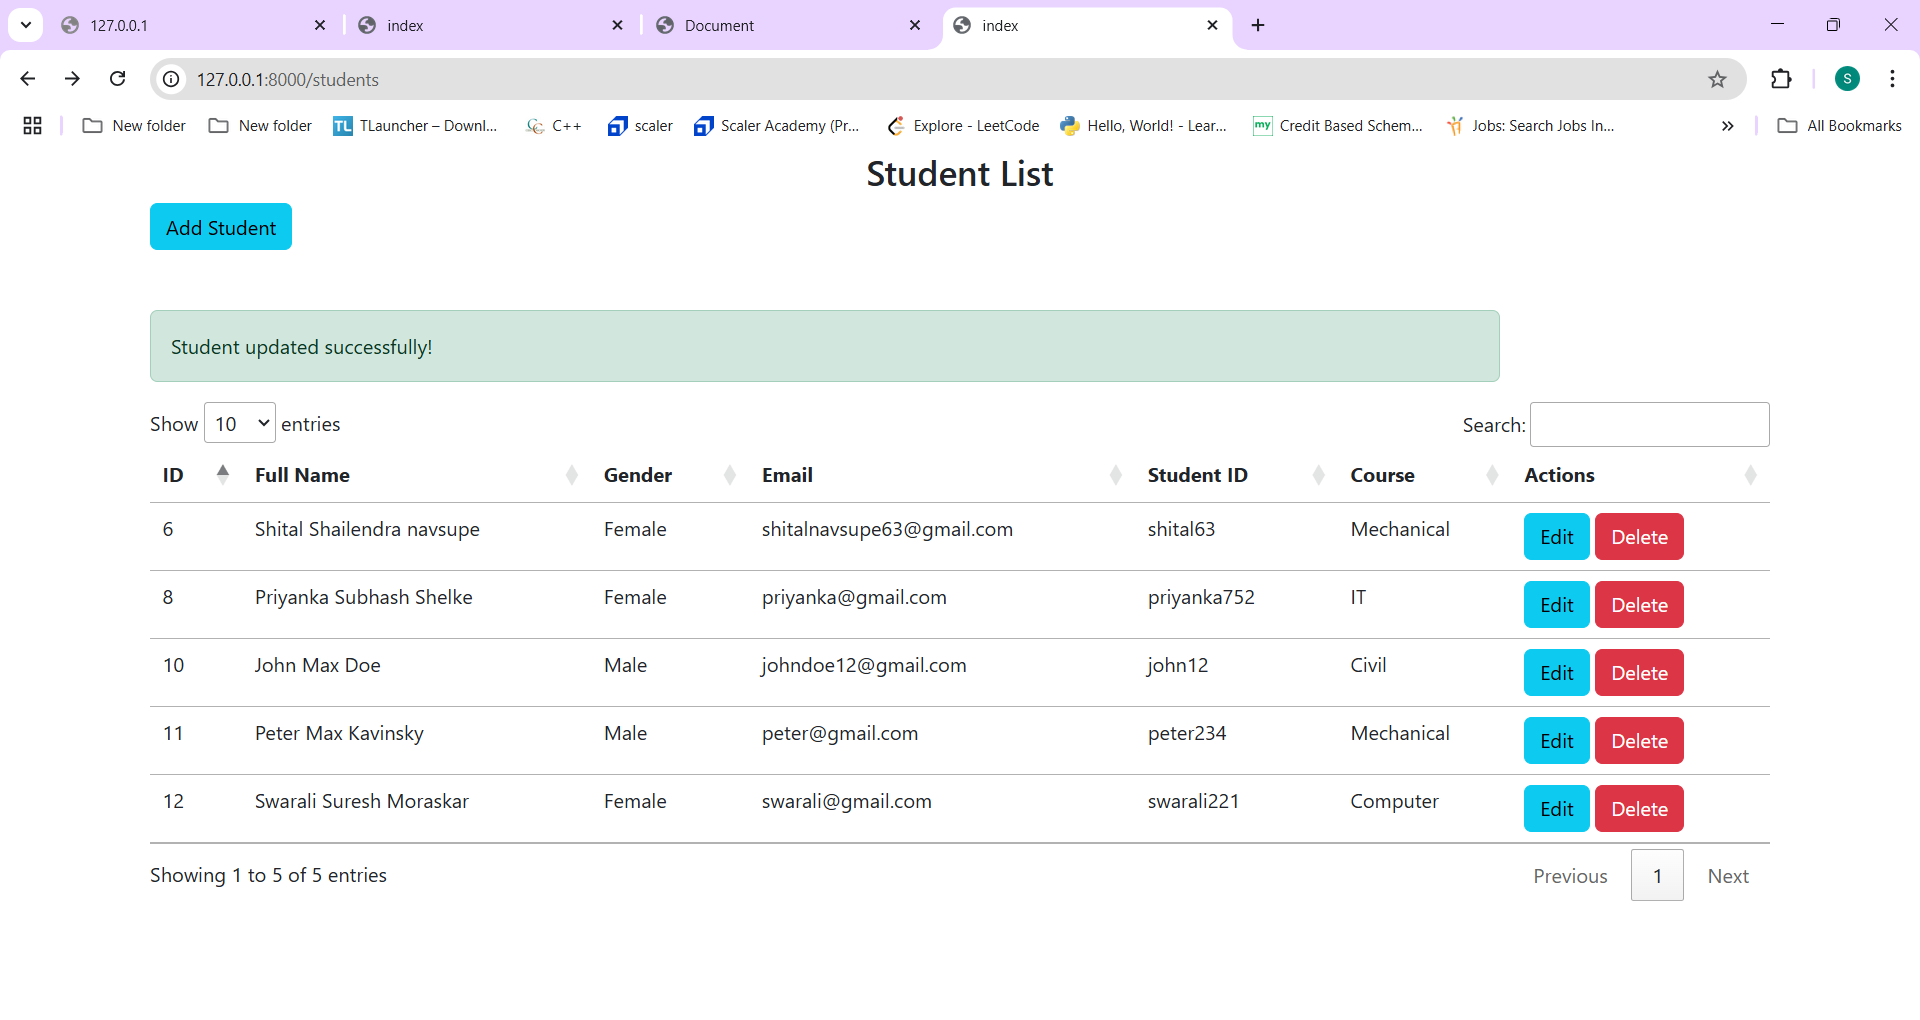 127.0.0.1
index
Document
index
127.0.0.1:8000/students
S
New folder
New folder
TL TLauncher – Downl...
C++
scaler
Scaler Academy (Pr...
Explore - LeetCode
Hello, World! - Lear...
my Credit Based Schem...
Jobs: Search Jobs In...
All Bookmarks
Student List
Add Student
Student updated successfully!
Show 10 entries
Search:
ID Full Name Gender Email Student ID Course Actions
6 Shital Shailendra navsupe Female shitalnavsupe63@gmail.com shital63 Mechanical Edit Delete
8 Priyanka Subhash Shelke Female priyanka@gmail.com priyanka752 IT Edit Delete
10 John Max Doe Male johndoe12@gmail.com john12 Civil Edit Delete
11 Peter Max Kavinsky Male peter@gmail.com peter234 Mechanical Edit Delete
12 Swarali Suresh Moraskar Female swarali@gmail.com swarali221 Computer Edit Delete
Showing 1 to 5 of 5 entries
Previous 1 Next